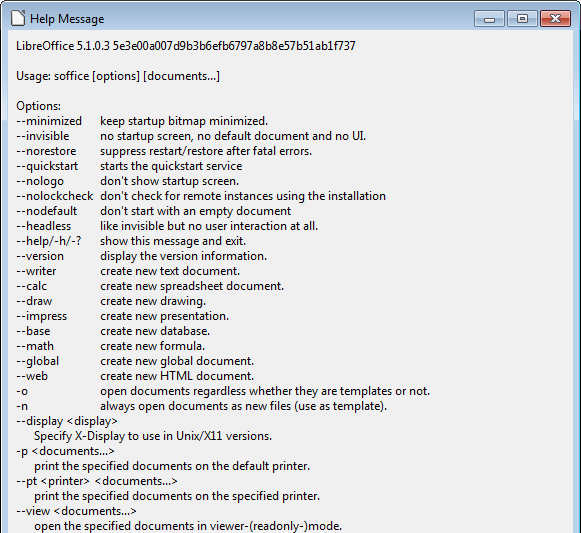 Help Message
LibreOffice 5.1.0.3 5e3e00a007d9b3b6efb6797a8b8e57b51ab1f737
Usage: soffice [options] [documents...]
Options:
--minimized keep startup bitmap minimized.
--invisible no startup screen, no default document and no UI.
--norestore suppress restart/restore after fatal errors.
--quickstart starts the quickstart service
--nologo don't show startup screen.
--nolockcheck don't check for remote instances using the installation
--nodefault don't start with an empty document
--headless like invisible but no user interaction at all.
--help/-h/-? show this message and exit.
--version display the version information.
--writer create new text document.
--calc create new spreadsheet document.
--draw create new drawing.
--impress create new presentation.
--base create new database.
--math create new formula.
--global create new global document.
--web create new HTML document.
-o open documents regardless whether they are templates or not.
-n always open documents as new files (use as template).
--display <display>
Specify X-Display to use in Unix/X11 versions.
-p <documents...>
print the specified documents on the default printer.
--pt <printer> <documents...>
print the specified documents on the specified printer.
--view <documents...>
open the specified documents in viewer-(readonly-)mode.